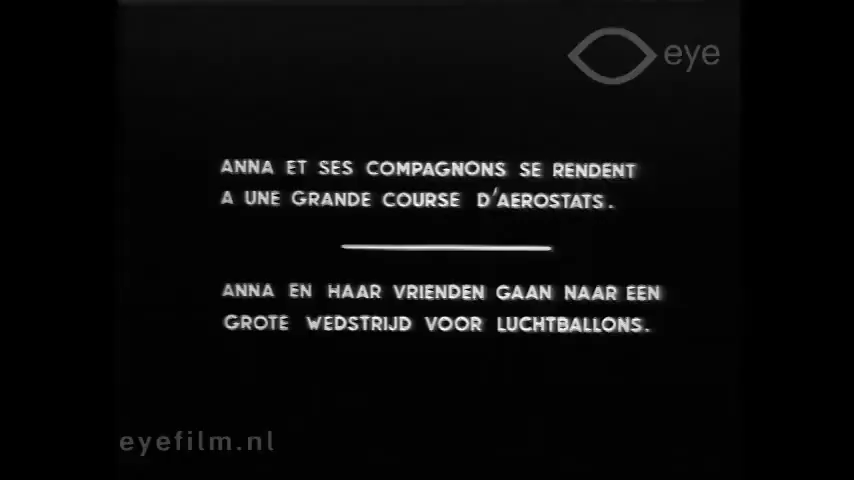 eye
ANNA ET SES COMPAGNONS SE RENDENT
A UNE GRANDE COURSE D'AEROSTATS.
ANNA EN HAAR VRIENDEN GAAN NAAR EEN
GROTE WEDSTRIJD VOOR LUCHTBALLONS.
eyefilm.nl